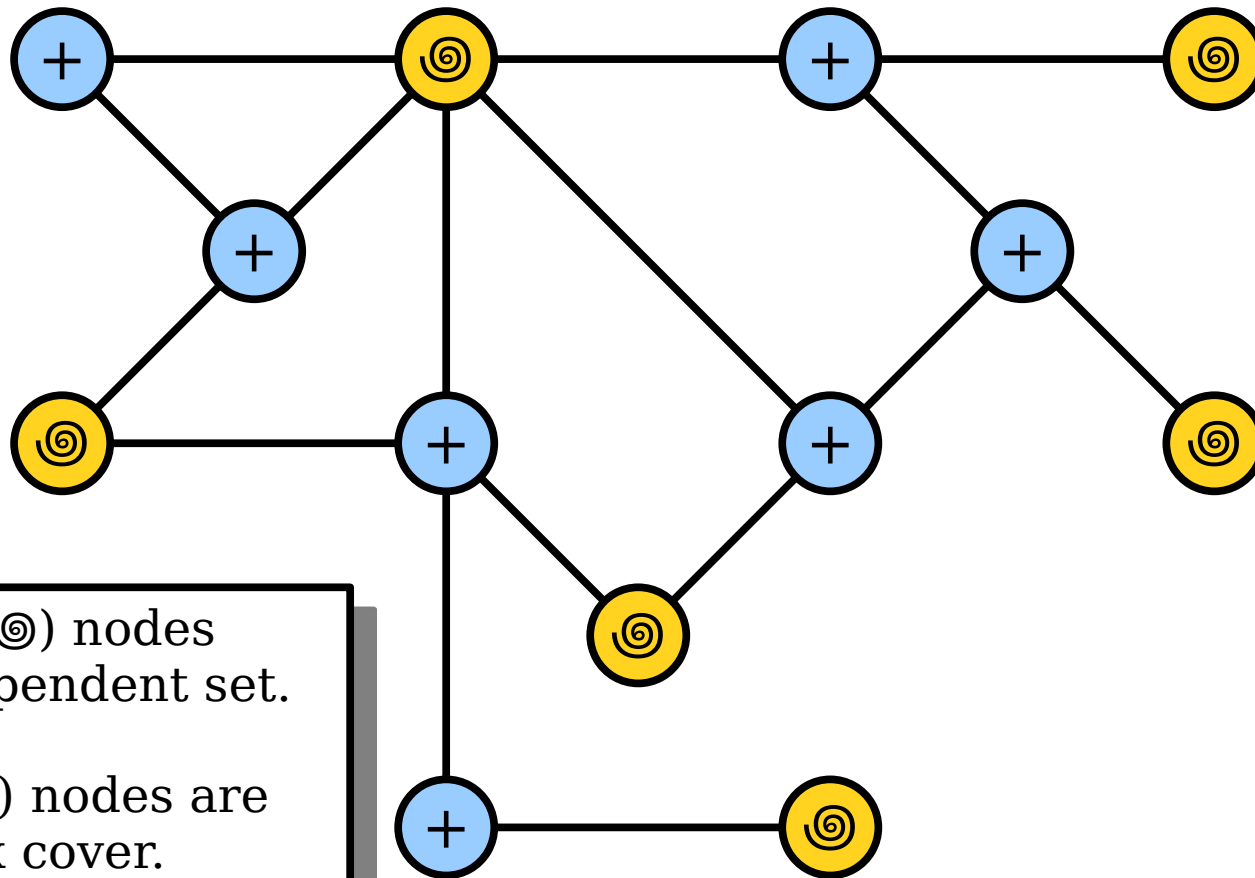 ꩜) nodes
pendent set.
) nodes are
x cover.